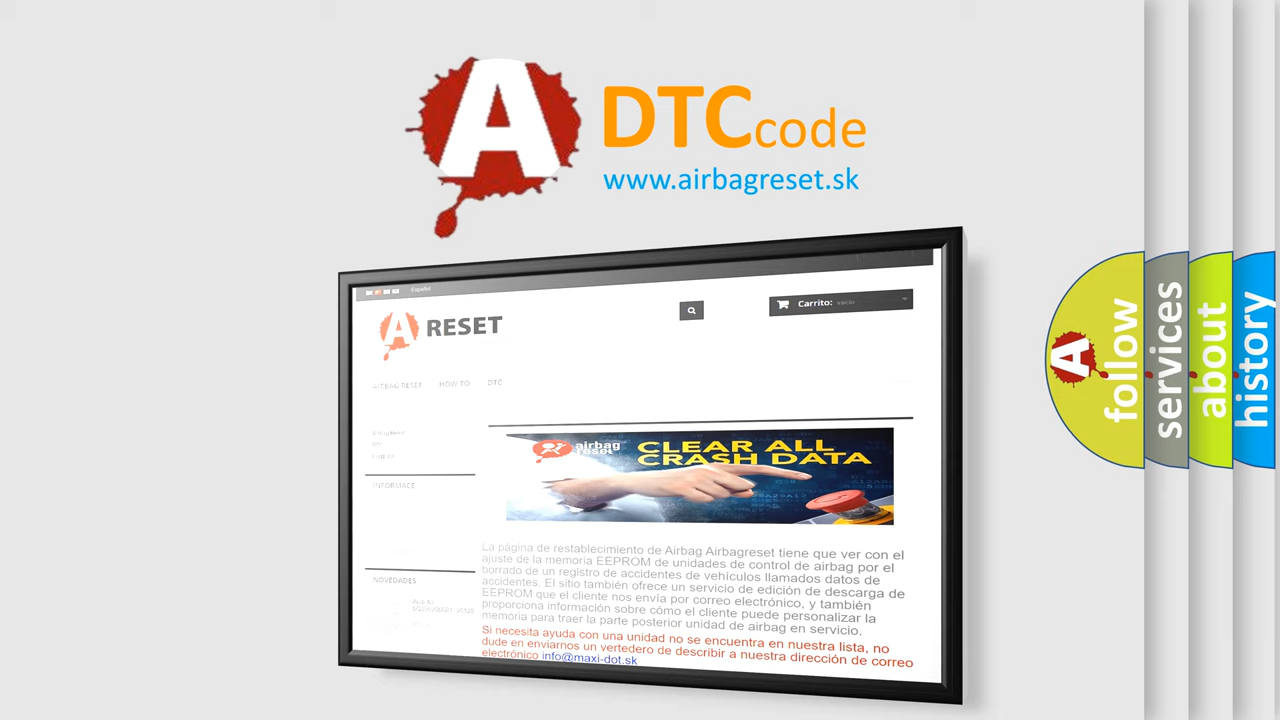 A DTC code
www.airbagreset.sk
Español
A RESET
Carrito: vacío
AIRBAG RESET HOW TO DTC
INFORMACE
NOVEDADES
airbag
reset
CLEAR ALL
CRASH DATA
La página de restablecimiento de Airbag Airbagreset tiene que ver con el
ajuste de la memoria EEPROM de unidades de control de airbag por el
borrado de un registro de accidentes de vehículos llamados datos de
accidentes. El sitio también ofrece un servicio de edición de descarga de
EEPROM que el cliente nos envía por correo electrónico, y también
proporciona información sobre cómo el cliente puede personalizar la
memoria para traer la parte posterior unidad de airbag en servicio.
Si necesita ayuda con una unidad no se encuentra en nuestra lista, no
dude en enviarnos un vertedero de describir a nuestra dirección de correo
electrónico info@maxi-dot.sk
A
follow
services
about
history